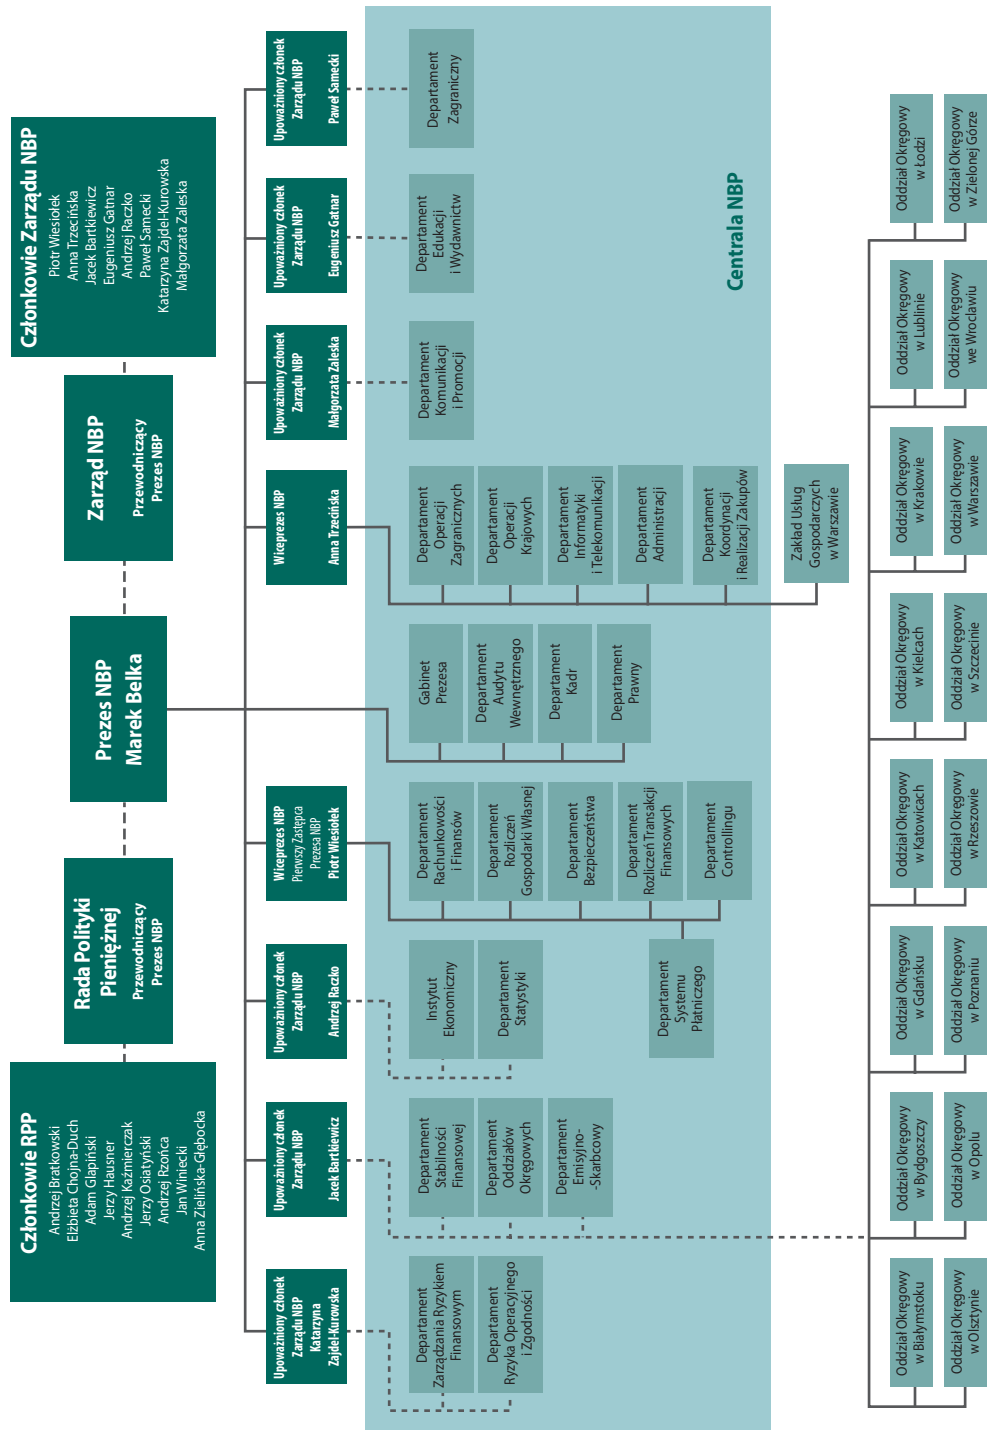 Członkowie RPP
Andrzej Bratkowski
Elżbieta Chojna-Duch
Adam Glapiński
Jerzy Hausner
Andrzej Kaźmierczak
Jerzy Osiatyński
Andrzej Rzońca
Jan Winiecki
Anna Zielińska-Głębocka
Rada Polityki
Pieniężnej
Przewodniczący
Prezes NBP
Prezes NBP
Marek Belka
Zarząd NBP
Przewodniczący
Prezes NBP
Członkowie Zarządu NBP
Piotr Wiesiołek
Anna Trzecińska
Jacek Bartkiewicz
Eugeniusz Gatnar
Andrzej Raczko
Paweł Samecki
Katarzyna Zajdel-Kurowska
Małgorzata Zaleska
Upoważniony członek
Zarządu NBP
Katarzyna
Zajdel-Kurowska
Upoważniony członek
Zarządu NBP
Jacek Bartkiewicz
Upoważniony członek
Zarządu NBP
Andrzej Raczko
Wiceprezes NBP
Pierwszy Zastępca
Prezesa NBP
Piotr Wiesiołek
Wiceprezes NBP
Anna Trzecińska
Upoważniony członek
Zarządu NBP
Małgorzata Zaleska
Upoważniony członek
Zarządu NBP
Eugeniusz Gatnar
Upoważniony członek
Zarządu NBP
Paweł Samecki
Departament
Zarządzania Ryzykiem
Finansowym
Departament
Ryzyka Operacyjnego
i Zgodności
Departament
Stabilności
Finansowej
Departament
Oddziałów
Okręgowych
Departament
Emisyjno-
-Skarbcowy
Instytut
Ekonomiczny
Departament
Statystyki
Departament
Rachunkowości
i Finansów
Departament
Rozliczeń
Gospodarki Własnej
Departament
Bezpieczeństwa
Departament
Rozliczeń Transakcji
Finansowych
Departament
Systemu
Płatniczego
Departament
Controllingu
Gabinet
Prezesa
Departament
Audytu
Wewnętrznego
Departament
Kadr
Departament
Prawny
Departament
Operacji
Zagranicznych
Departament
Operacji
Krajowych
Departament
Informatyki
i Telekomunikacji
Departament
Administracji
Departament
Koordynacji
i Realizacji Zakupów
Zakład Usług
Gospodarczych
w Warszawie
Departament
Komunikacji
i Promocji
Departament
Edukacji
i Wydawnictw
Departament
Zagraniczny
Centrala NBP
Oddział Okręgowy
w Białymstoku
Oddział Okręgowy
w Bydgoszczy
Oddział Okręgowy
w Gdańsku
Oddział Okręgowy
w Katowicach
Oddział Okręgowy
w Kielcach
Oddział Okręgowy
w Krakowie
Oddział Okręgowy
w Lublinie
Oddział Okręgowy
w Łodzi
Oddział Okręgowy
w Olsztynie
Oddział Okręgowy
w Opolu
Oddział Okręgowy
w Poznaniu
Oddział Okręgowy
w Rzeszowie
Oddział Okręgowy
w Szczecinie
Oddział Okręgowy
w Warszawie
Oddział Okręgowy
we Wrocławiu
Oddział Okręgowy
w Zielonej Górze